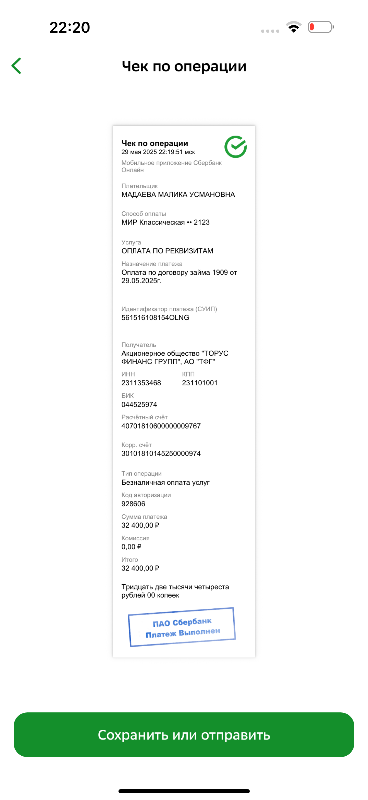 22:20
Чек по операции
Чек по операции
29 мая 2025 22:19:51 мск
Мобильное приложение Сбербанк
Онлайн
Плательщик
МАДАЕВА МАЛИКА УСМАНОВНА
Способ оплаты
МИР Классическая •• 2123
Услуга
ОПЛАТА ПО РЕКВИЗИТАМ
Назначение платежа
Оплата по договору займа 1909 от
29.05.2025г.
Идентификатор платежа (СУИП)
561516108154OLNG
Получатель
Акционерное общество "ТОРУС
ФИНАНС ГРУПП", АО "ТФГ"
ИНН КПП
2311353468 231101001
БИК
044525974
Расчётный счёт
40701810600000009767
Корр. счёт
30101810145250000974
Тип операции
Безналичная оплата услуг
Код авторизации
928606
Сумма платежа
32 400,00 ₽
Комиссия
0,00 ₽
Итого
32 400,00 ₽
Тридцать две тысячи четыреста
рублей 00 копеек
ПАО Сбербанк
Платеж Выполнен
Сохранить или отправить